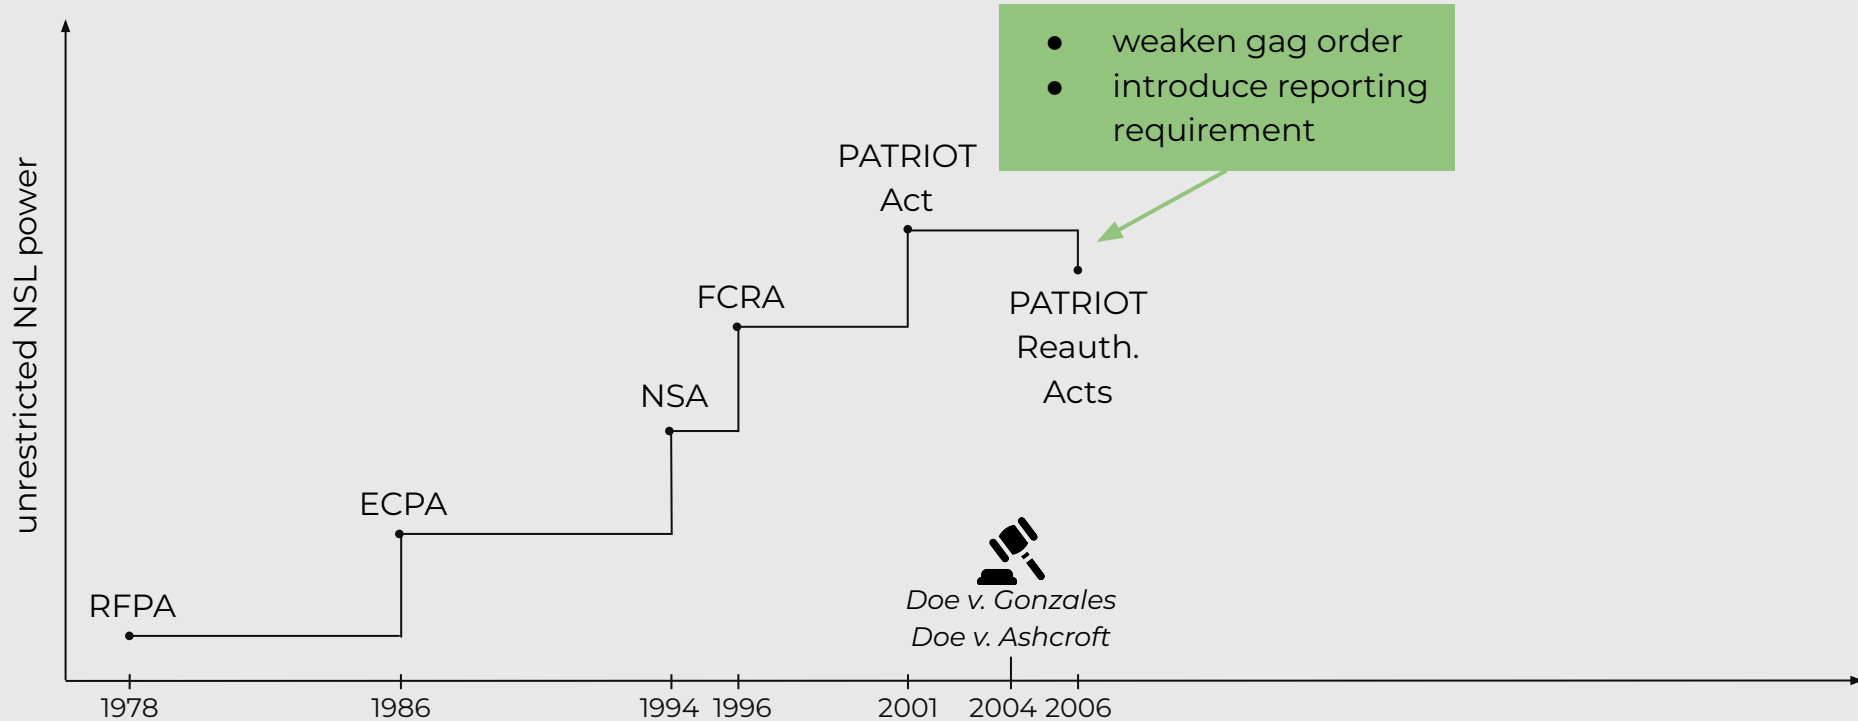 ● weaken gag order
● introduce reporting
requirement
PATRIOT
Act
unrestricted NSL power
FCRA
PATRIOT
Reauth.
Acts
NSA
ECPA
RFPA
Doe v. Gonzales
Doe v. Ashcroft
1978 1986 1994 1996 2001 2004 2006